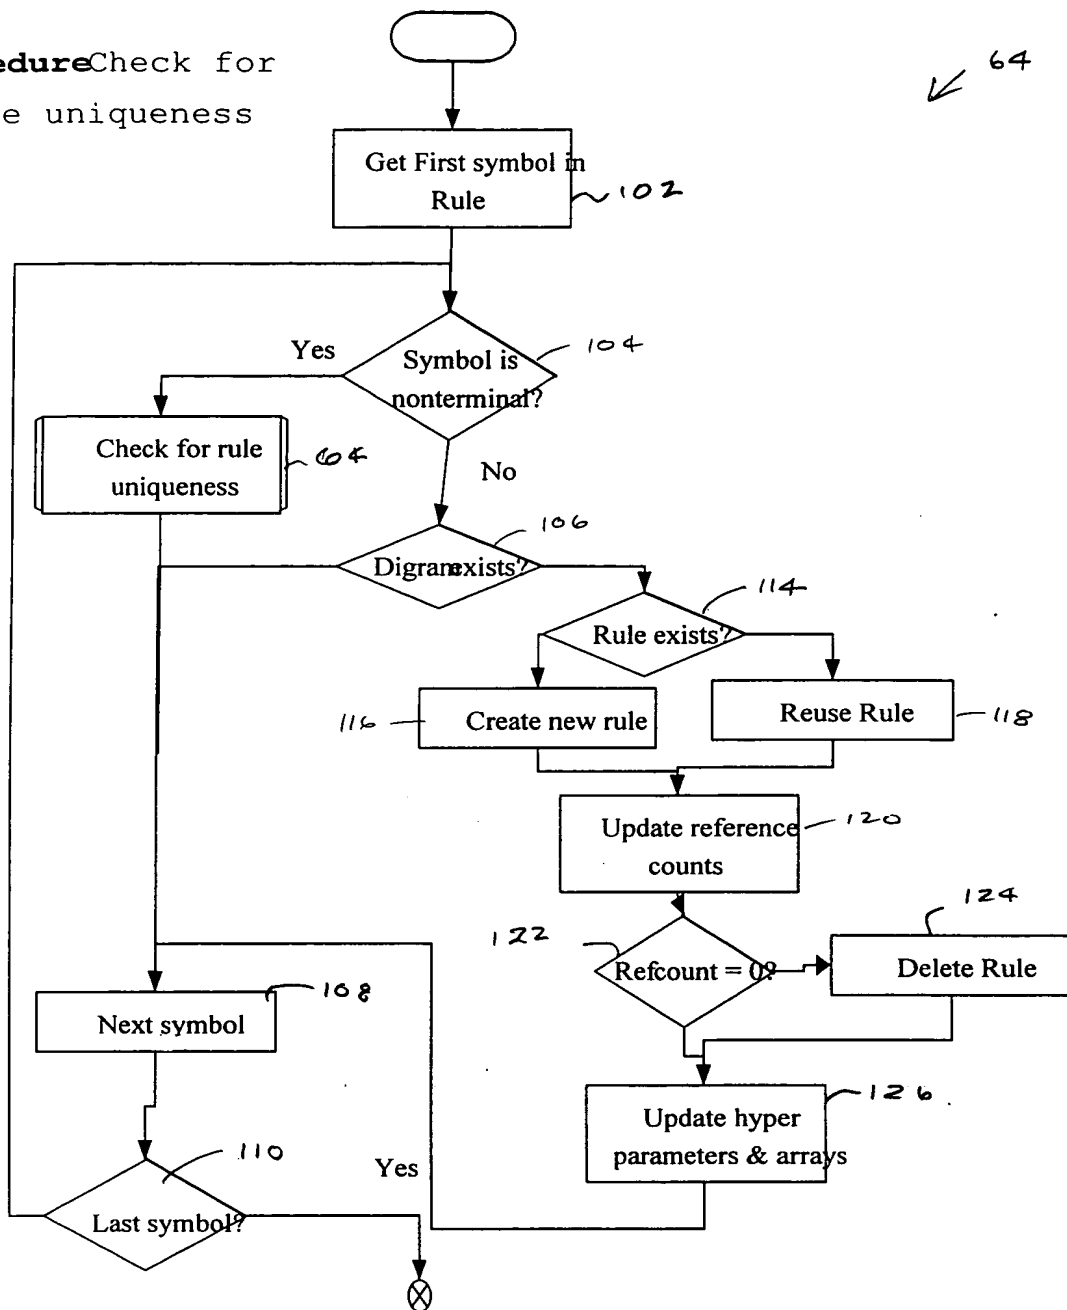 edureCheck for
e uniqueness
64
Get First symbol in
Rule
102
Yes
Symbol is
nonterminal?
104
Check for rule
uniqueness
64
No
106
Digram exists?
114
Rule exists?
116
Create new rule
Reuse Rule
118
Update reference
counts
120
122
Refcount = 0?
124
Delete Rule
108
Next symbol
126
Update hyper
parameters & arrays
110
Yes
Last symbol?